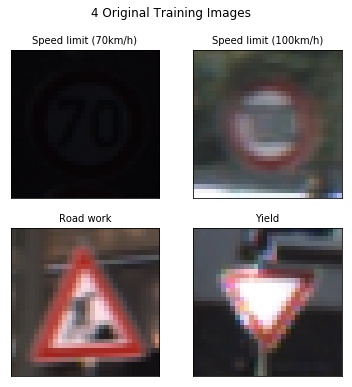 4 Original Training Images
Speed limit (70km/h)
Speed limit (100km/h)
70
Road work
Yield